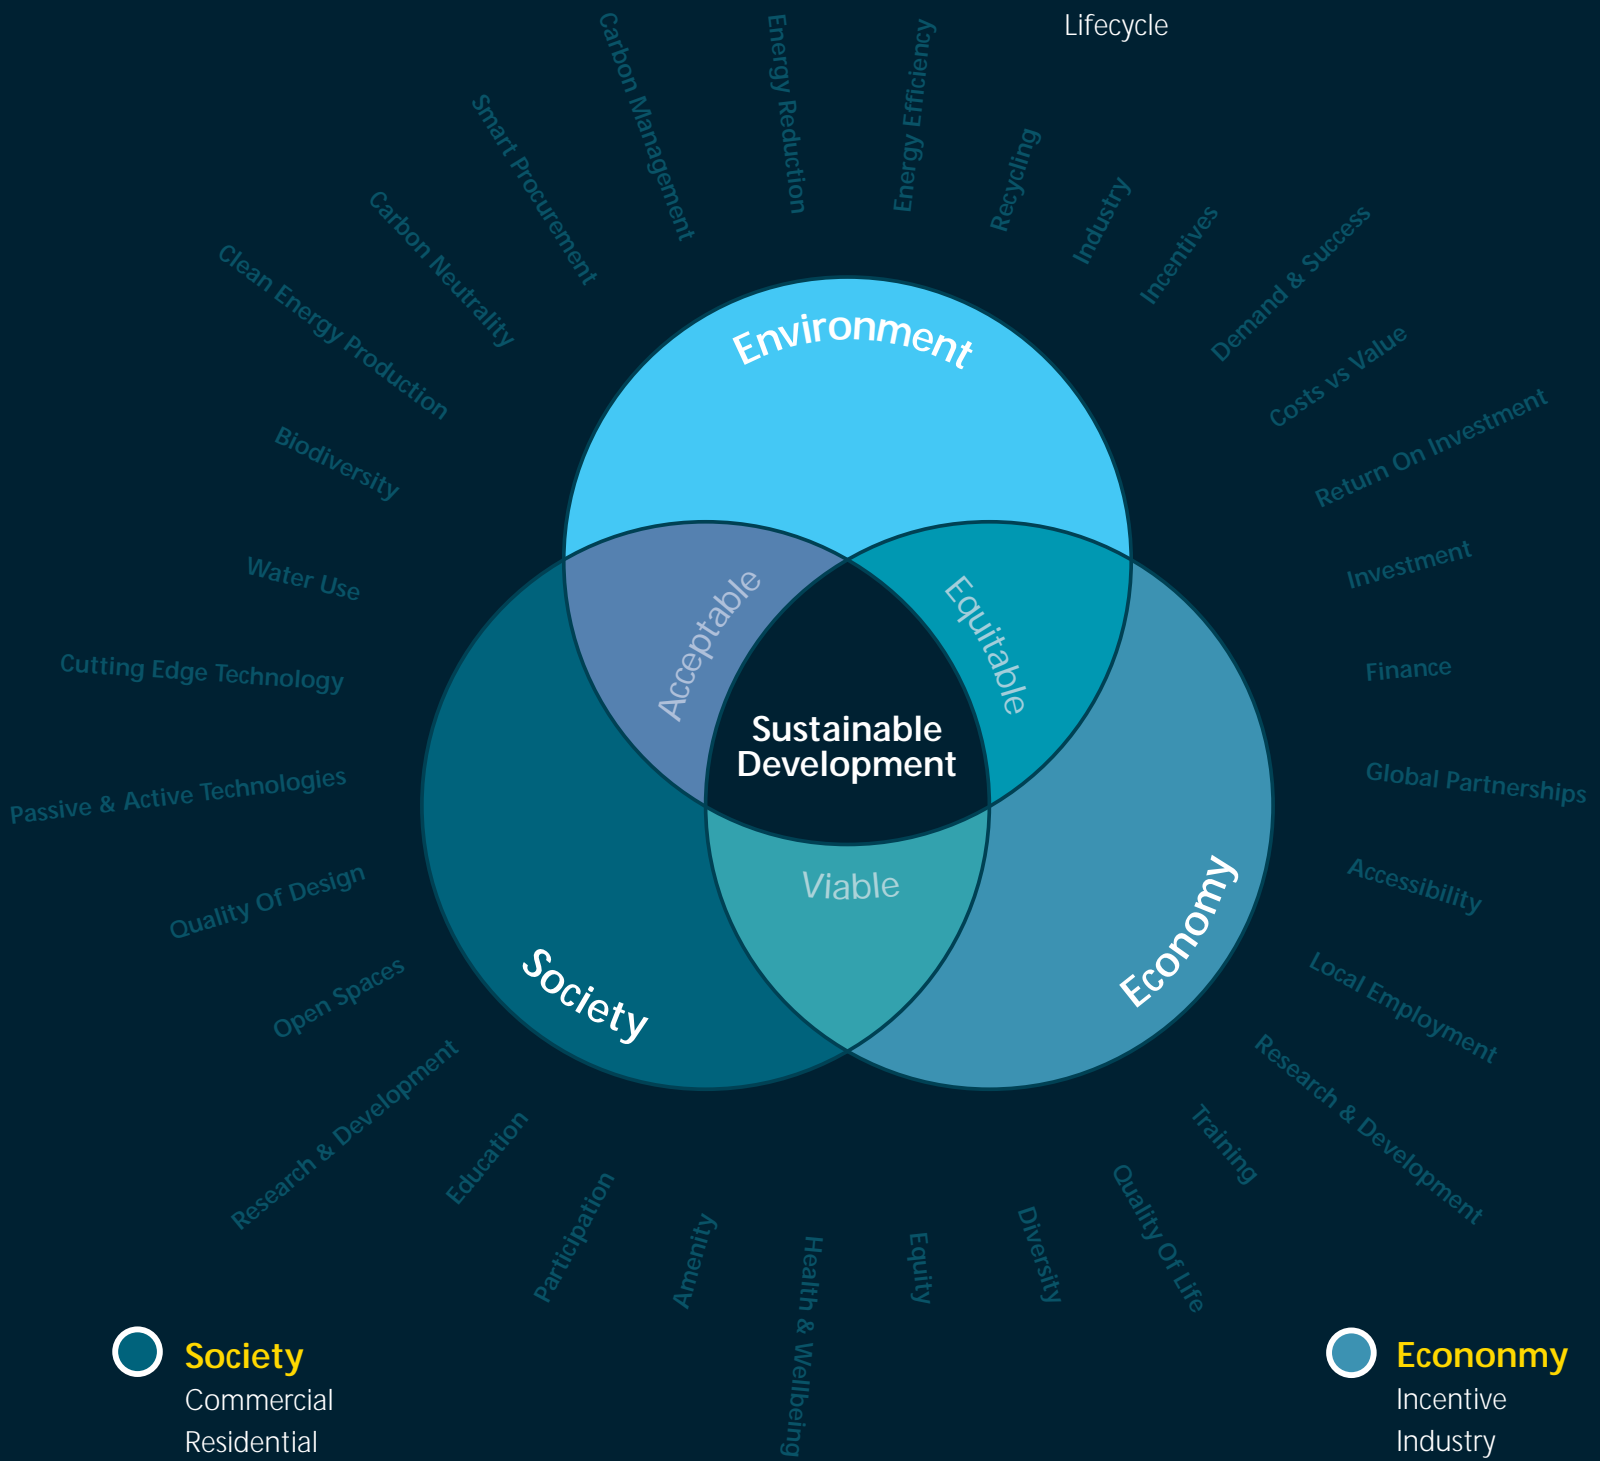 Lifecycle
Carbon Management
Energy Reduction
Energy Efficiency
Recycling
Industry
Incentives
Demand & Success
Costs vs Value
Return On Investment
Investment
Finance
Global Partnerships
Accessibility
Local Employment
Research & Development
Training
Quality Of Life
Diversity
Equity
Health & Wellbeing
Amenity
Participation
Education
Research & Development
Open Spaces
Quality Of Design
Passive & Active Technologies
Cutting Edge Technology
Water Use
Biodiversity
Clean Energy Production
Carbon Neutrality
Smart Procurement
Environment
Acceptable
Equitable
Sustainable
Development
Viable
Society
Economy
Society
Commercial
Residential
Econonmy
Incentive
Industry